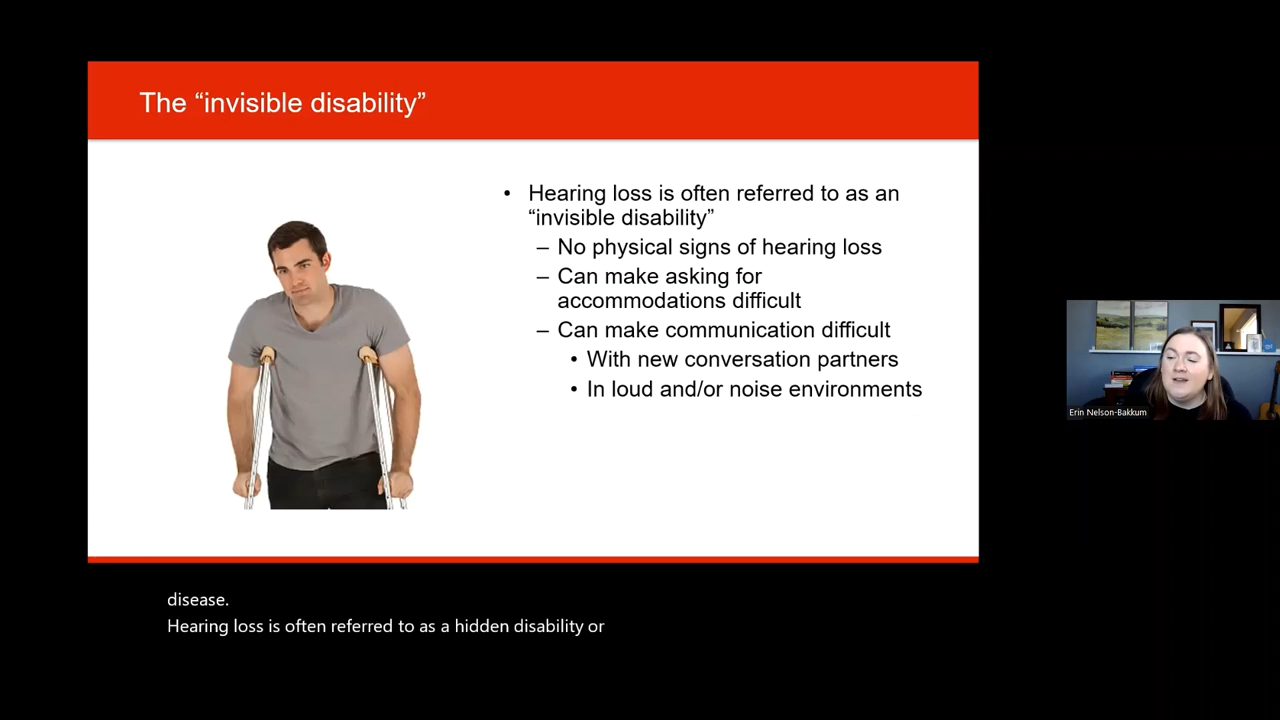 The “invisible disability”
• Hearing loss is often referred to as an
“invisible disability”
– No physical signs of hearing loss
– Can make asking for
accommodations difficult
– Can make communication difficult
• With new conversation partners
• In loud and/or noise environments
Erin Nelson-Bakkum
disease.
Hearing loss is often referred to as a hidden disability or